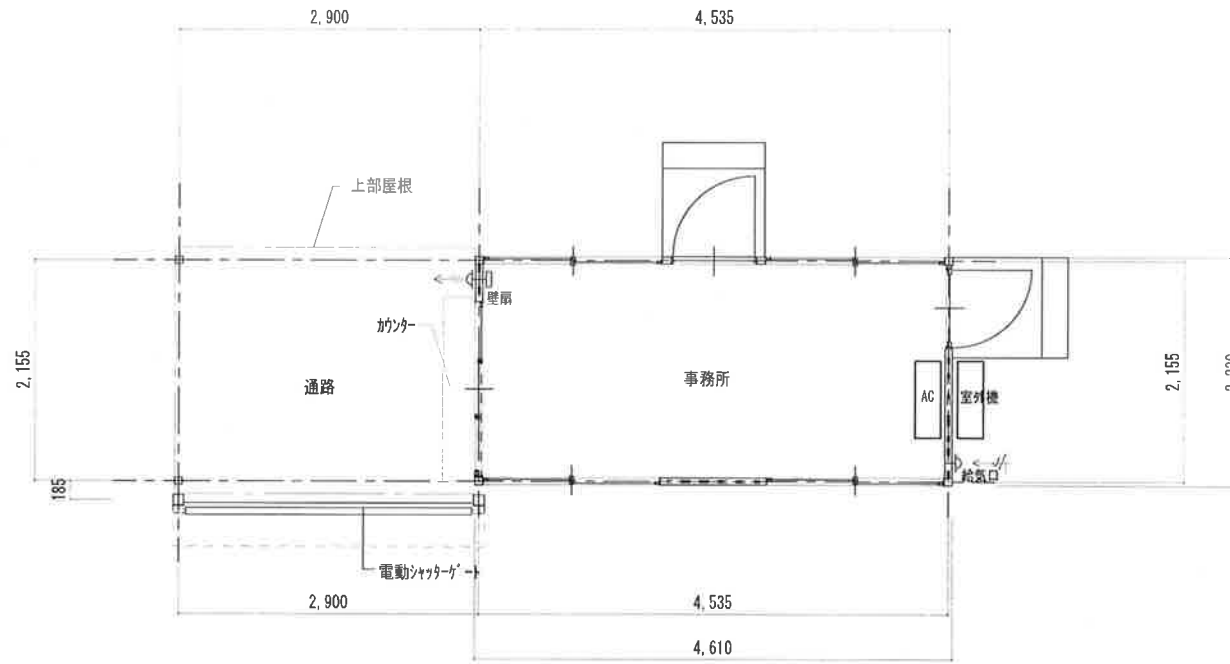 2,900
4,535
上部屋根
壁扇
カウンター
2,155
通路
事務所
AC
室外機
2,155
給気口
185
電動シャッターゲート
2,900
4,535
4,610